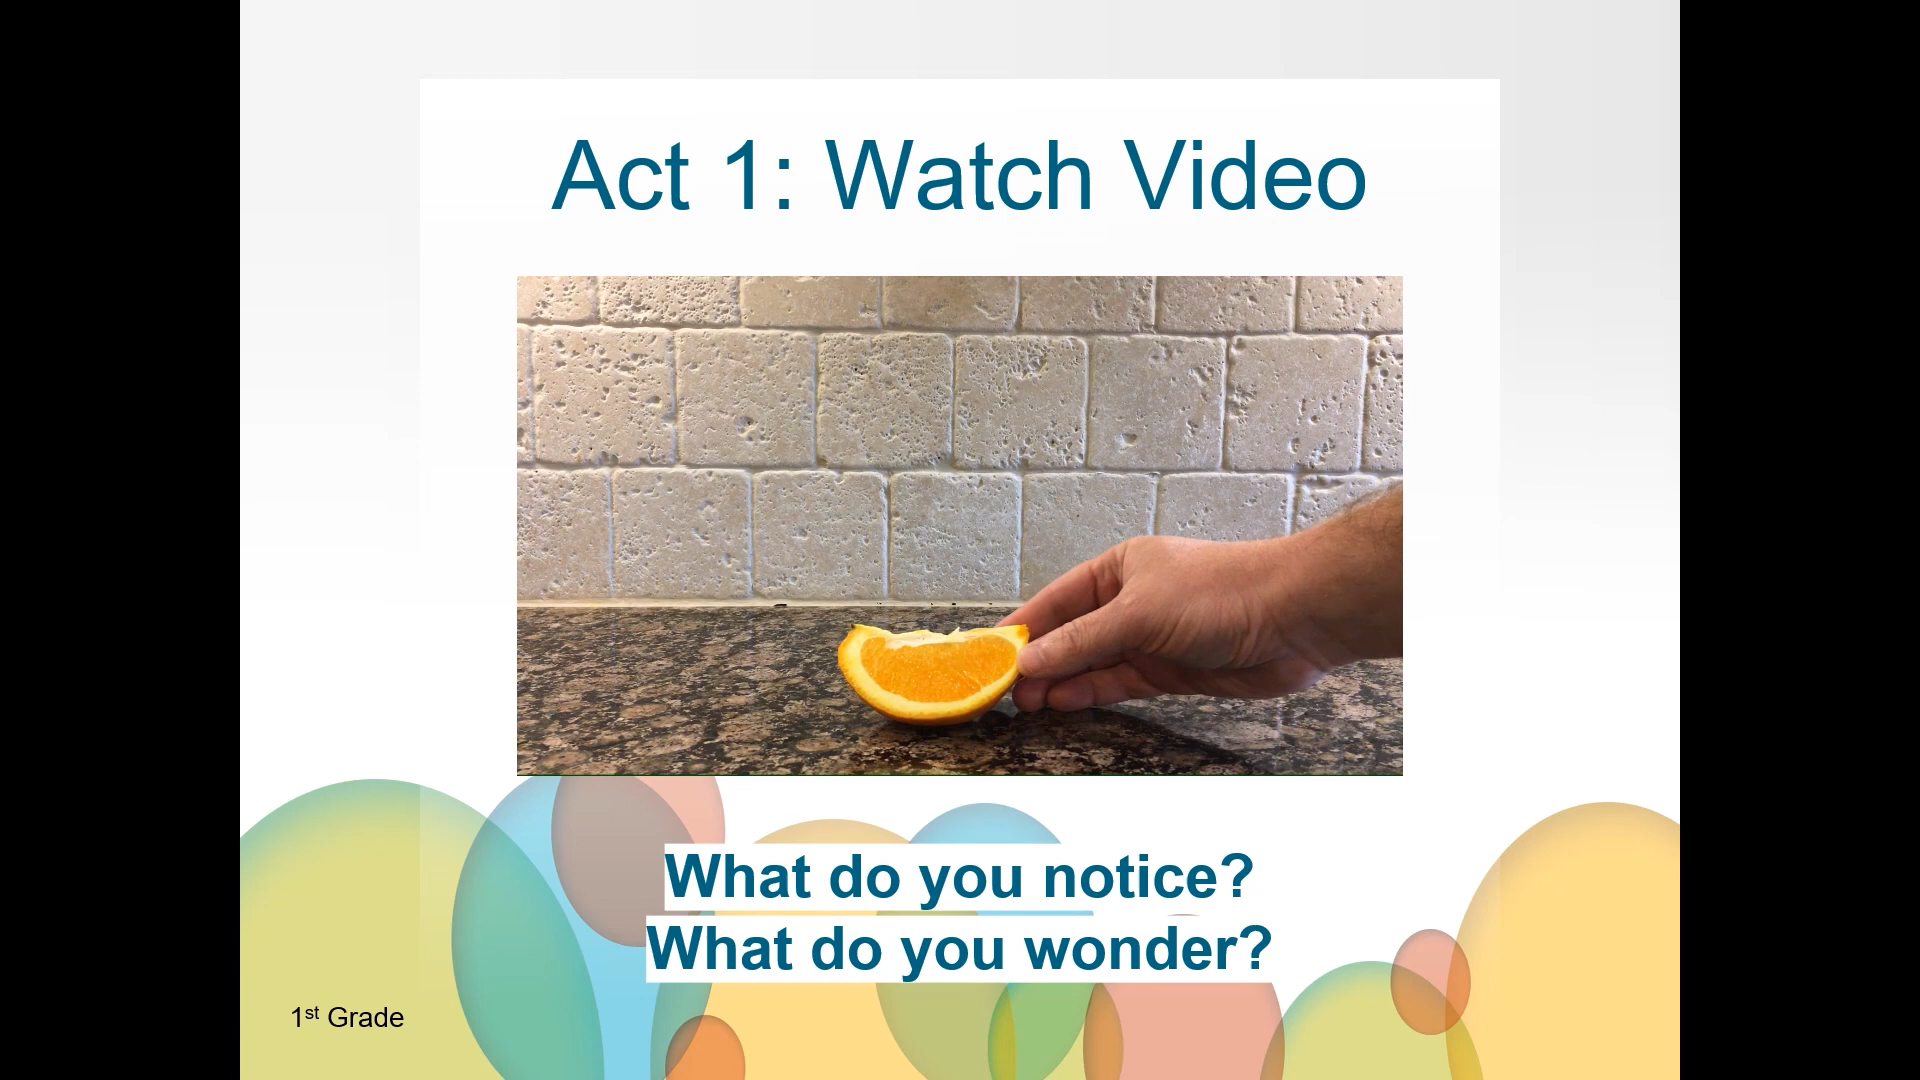 Act 1: Watch Video
What do you notice?
What do you wonder?
1st Grade